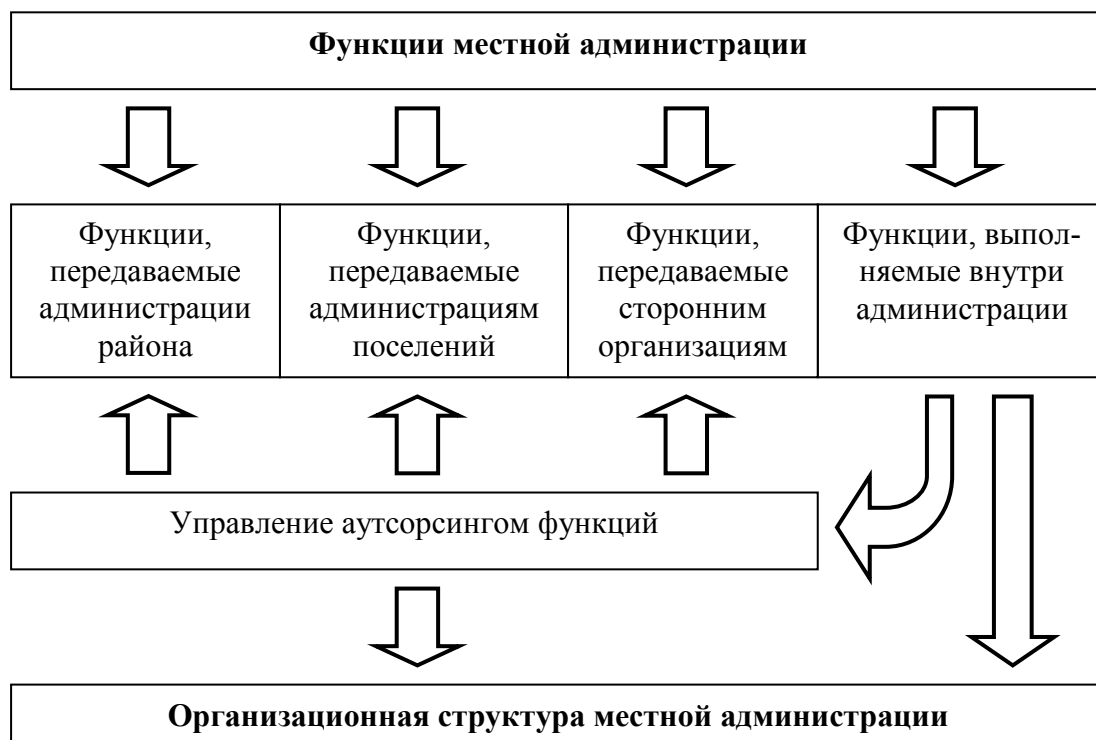 Функции местной администрации
Функции,
передаваемые
администрации
района
Функции,
передаваемые
администрациям
поселений
Функции,
передаваемые
сторонним
организациям
Функции, выпол-
няемые внутри
администрации
Управление аутсорсингом функций
Организационная структура местной администрации